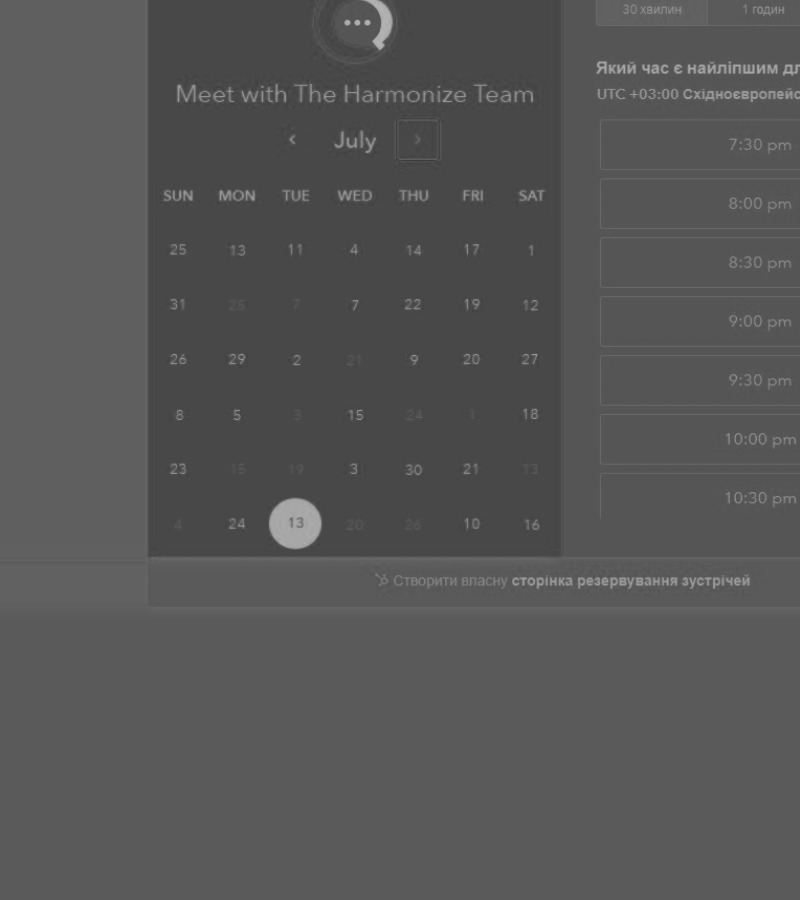 30 хвилин 1 годин
Meet with The Harmonize Team
July
SUN MON TUE WED THU FRI SAT
25 13 11 4 14 17 1
31 25 7 7 22 19 12
26 29 2 21 9 20 27
8 5 3 15 24 1 18
23 15 19 3 30 21 13
4 24 13 20 26 10 16
Який час є найліпшим
UTC +03:00
7:30 pm
8:00 pm
8:30 pm
9:00 pm
9:30 pm
10:00 pm
10:30 pm
Створити власну сторінка резервування зустрічей